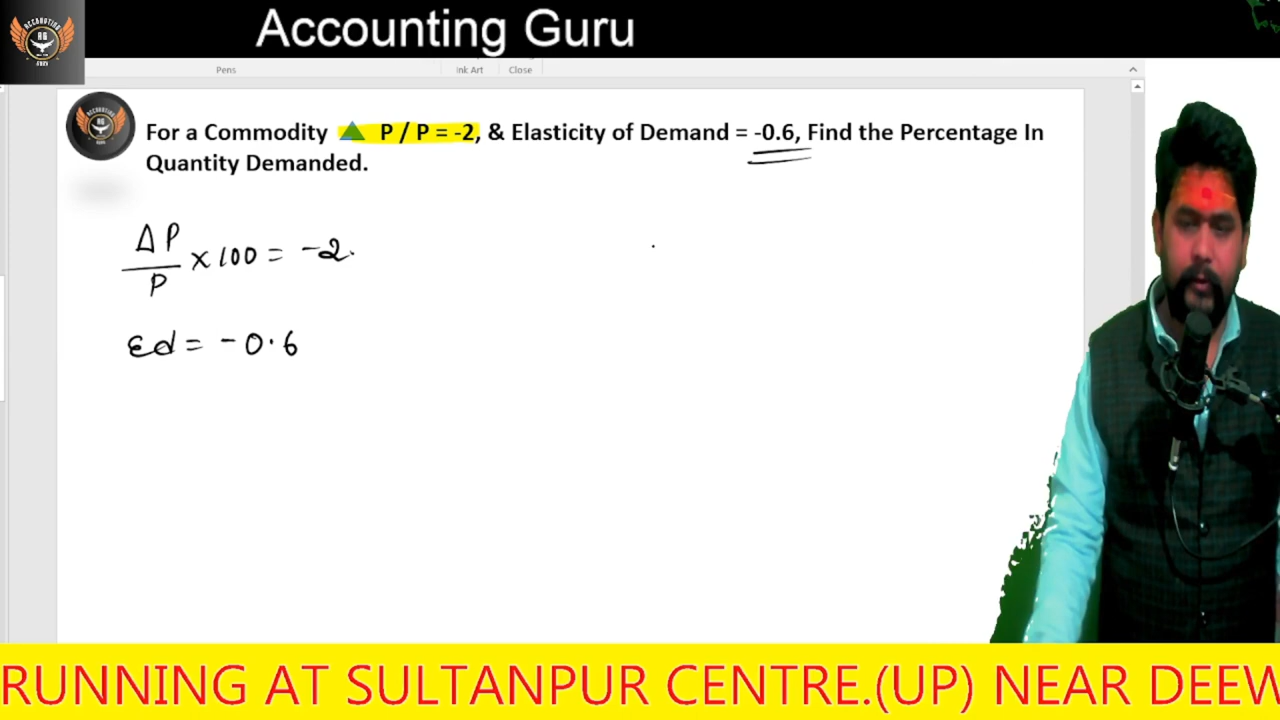 Accounting Guru
Pens
Ink Art
Close
For a Commodity ▲ P / P = -2, & Elasticity of Demand = -0.6, Find the Percentage In
Quantity Demanded.
ΔP/P × 100 = -2.
Ed = -0.6
RUNNING AT SULTANPUR CENTRE.(UP) NEAR DEEW